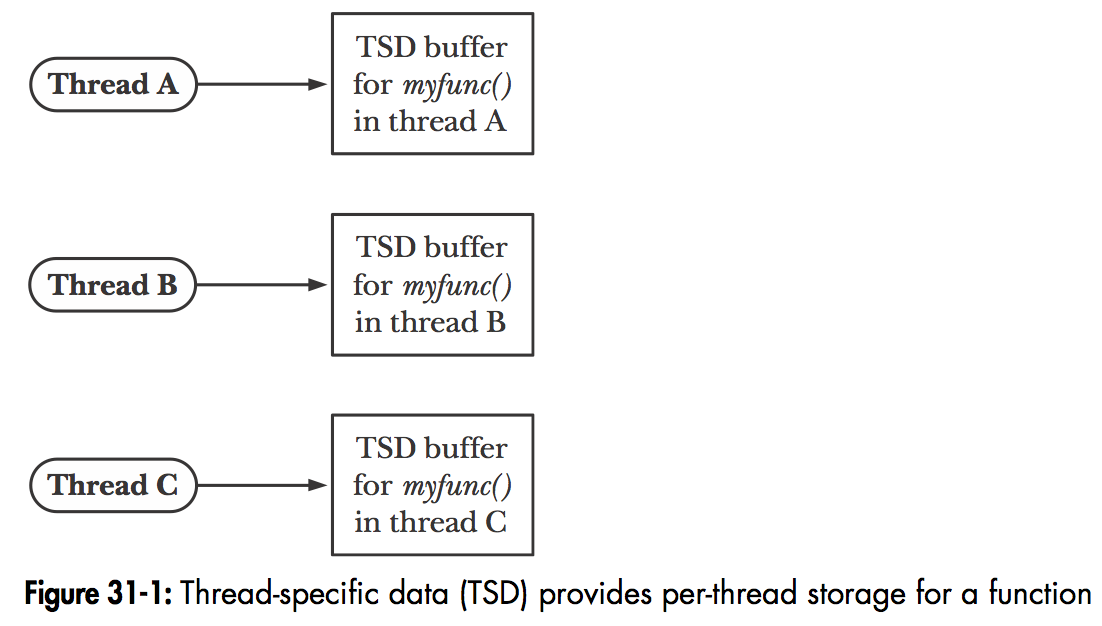 Thread A
TSD buffer
for myfunc()
in thread A
Thread B
TSD buffer
for myfunc()
in thread B
Thread C
TSD buffer
for myfunc()
in thread C
Figure 31-1: Thread-specific data (TSD) provides per-thread storage for a function